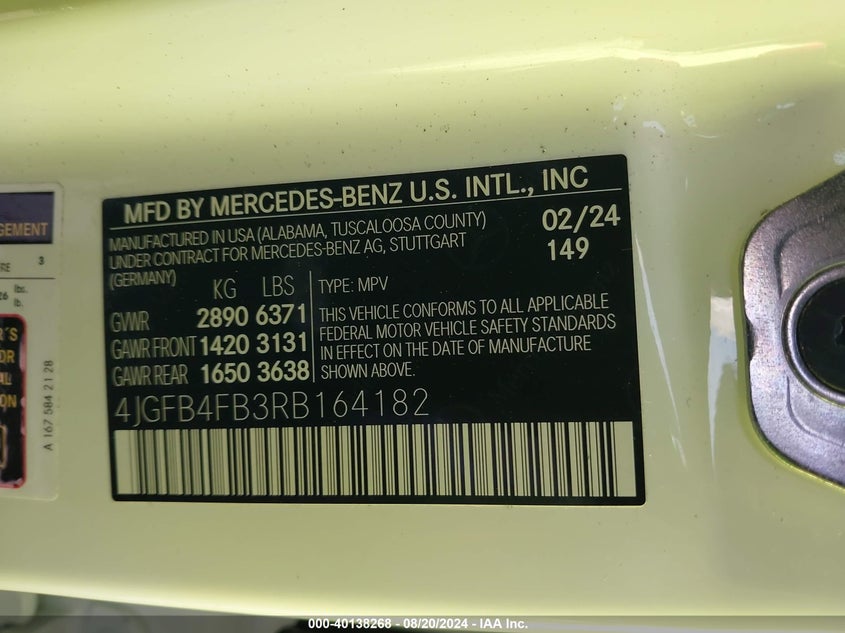 MFD BY MERCEDES-BENZ U.S. INTL., INC
MANUFACTURED IN USA (ALABAMA, TUSCALOOSA COUNTY)
UNDER CONTRACT FOR MERCEDES-BENZ AG, STUTTGART
(GERMANY)
02/24
149
KG LBS
GVWR 2890 6371
GAWR FRONT 1420 3131
GAWR REAR 1650 3638
TYPE: MPV
THIS VEHICLE CONFORMS TO ALL APPLICABLE
FEDERAL MOTOR VEHICLE SAFETY STANDARDS
IN EFFECT ON THE DATE OF MANUFACTURE
SHOWN ABOVE.
4JGFB4FB3RB164182
3
lbs.
lb.
A 167 584 21 28
000-40138268 - 08/20/2024 - IAA Inc.